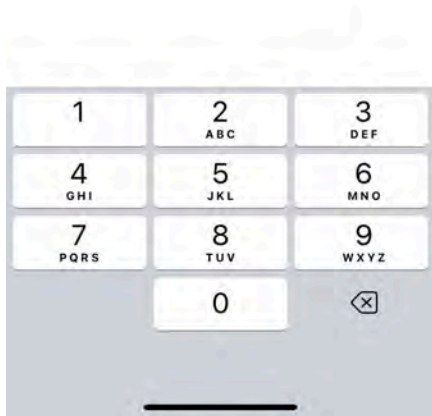 1 2 3
ABC DEF
4 5 6
GHI JKL MNO
7 8 9
PQRS TUV WXYZ
0